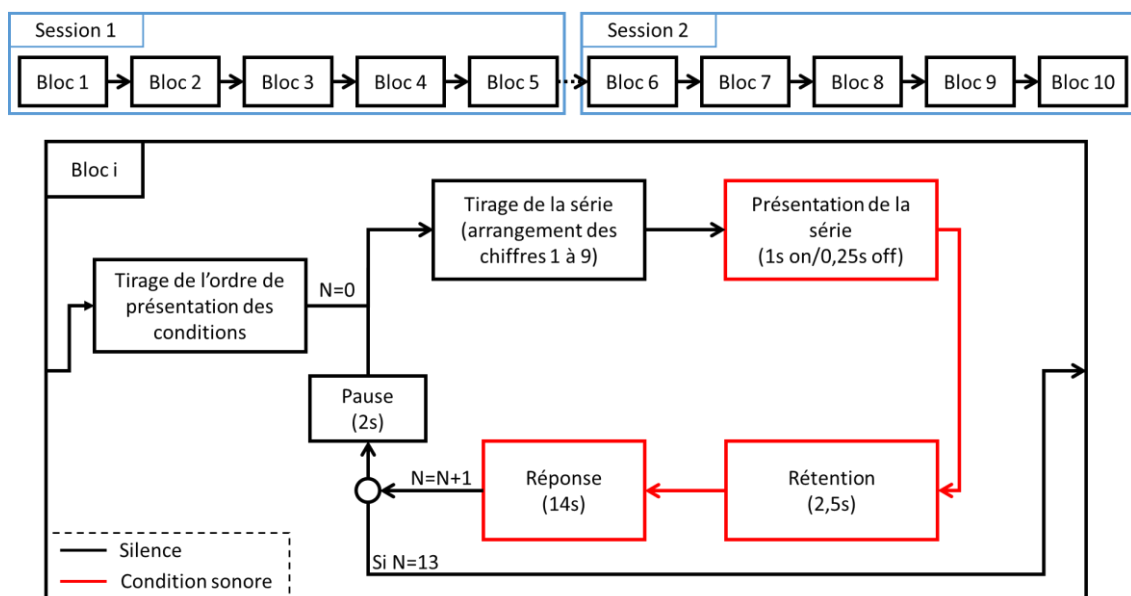 Session 1
Session 2
Bloc 1
Bloc 2
Bloc 3
Bloc 4
Bloc 5
Bloc 6
Bloc 7
Bloc 8
Bloc 9
Bloc 10
Bloc i
Tirage de l’ordre de
présentation des
conditions
N=0
Tirage de la série
(arrangement des
chiffres 1 à 9)
Présentation de la
série
(1s on/0,25s off)
Pause
(2s)
N=N+1
Réponse
(14s)
Rétention
(2,5s)
Si N=13
Silence
Condition sonore